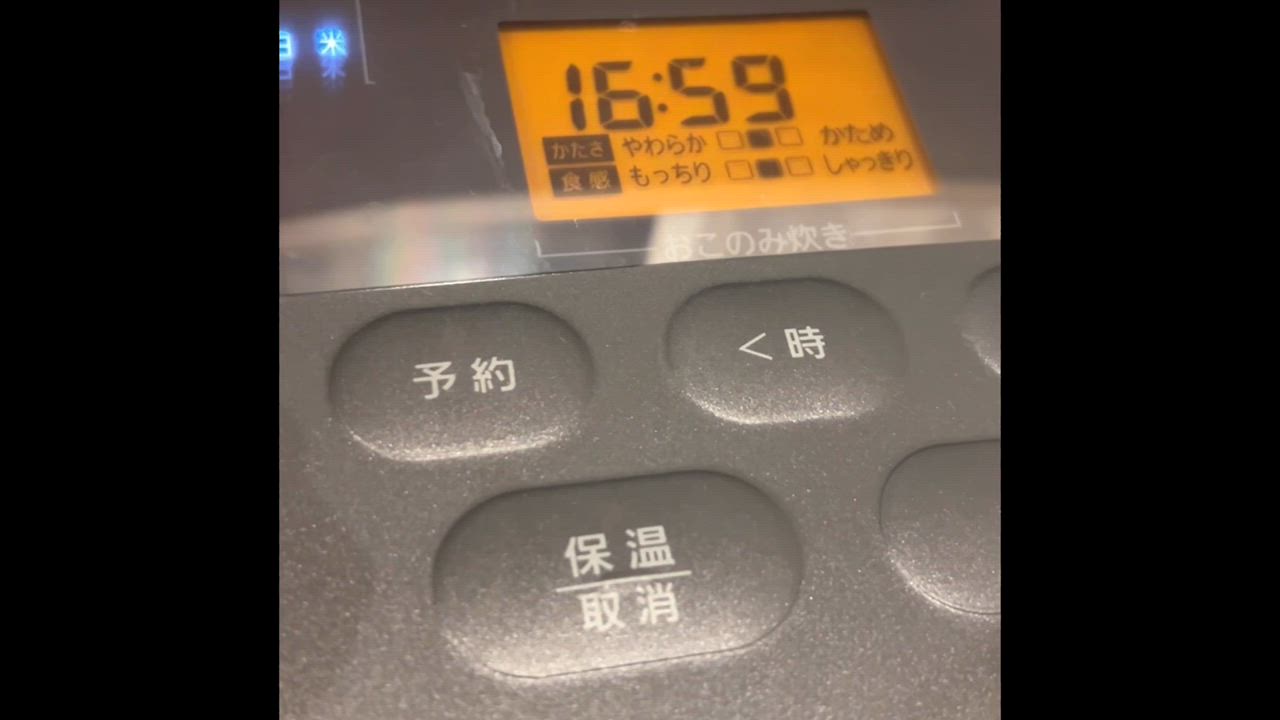 白米
16:59
かたさ やわらか かため
食感 もっちり しゃっきり
おこのみ炊き
予約
< 時
保温
取消